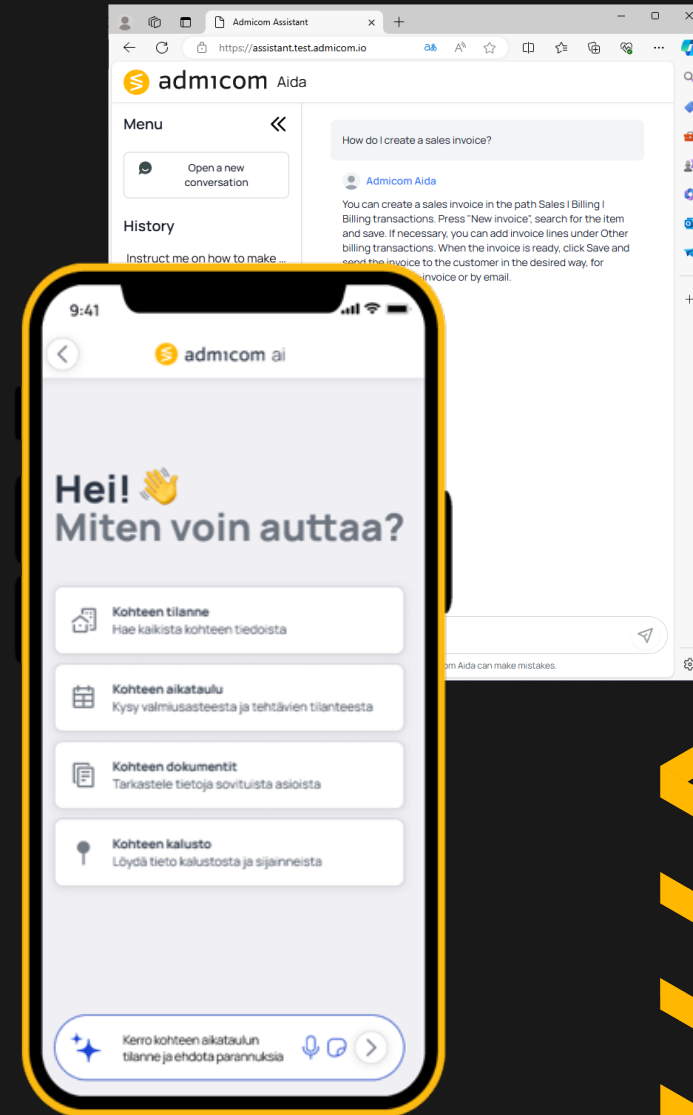 Admicom Assistant
https://assistant.test.admicom.io
admicom Aida
Menu
Open a new
conversation
History
Instruct me on how to make ...
How do I create a sales invoice?
Admicom Aida
You can create a sales invoice in the path Sales | Billing |
Billing transactions. Press "New invoice", search for the item
and save. If necessary, you can add invoice lines under Other
billing transactions. When the invoice is ready, click Save and
send the invoice to the customer in the desired way, for
invoice or by email.
Aida can make mistakes.
9:41
admicom ai
Hei! 👋
Miten voin auttaa?
Kohteen tilanne
Hae kaikista kohteen tiedoista
Kohteen aikataulu
Kysy valmiusasteesta ja tehtävien tilanteesta
Kohteen dokumentit
Tarkastele tietoja sovituista asioista
Kohteen kalusto
Löydä tieto kalustosta ja sijainneista
Kerro kohteen aikataulun
tilanne ja ehdota parannuksia